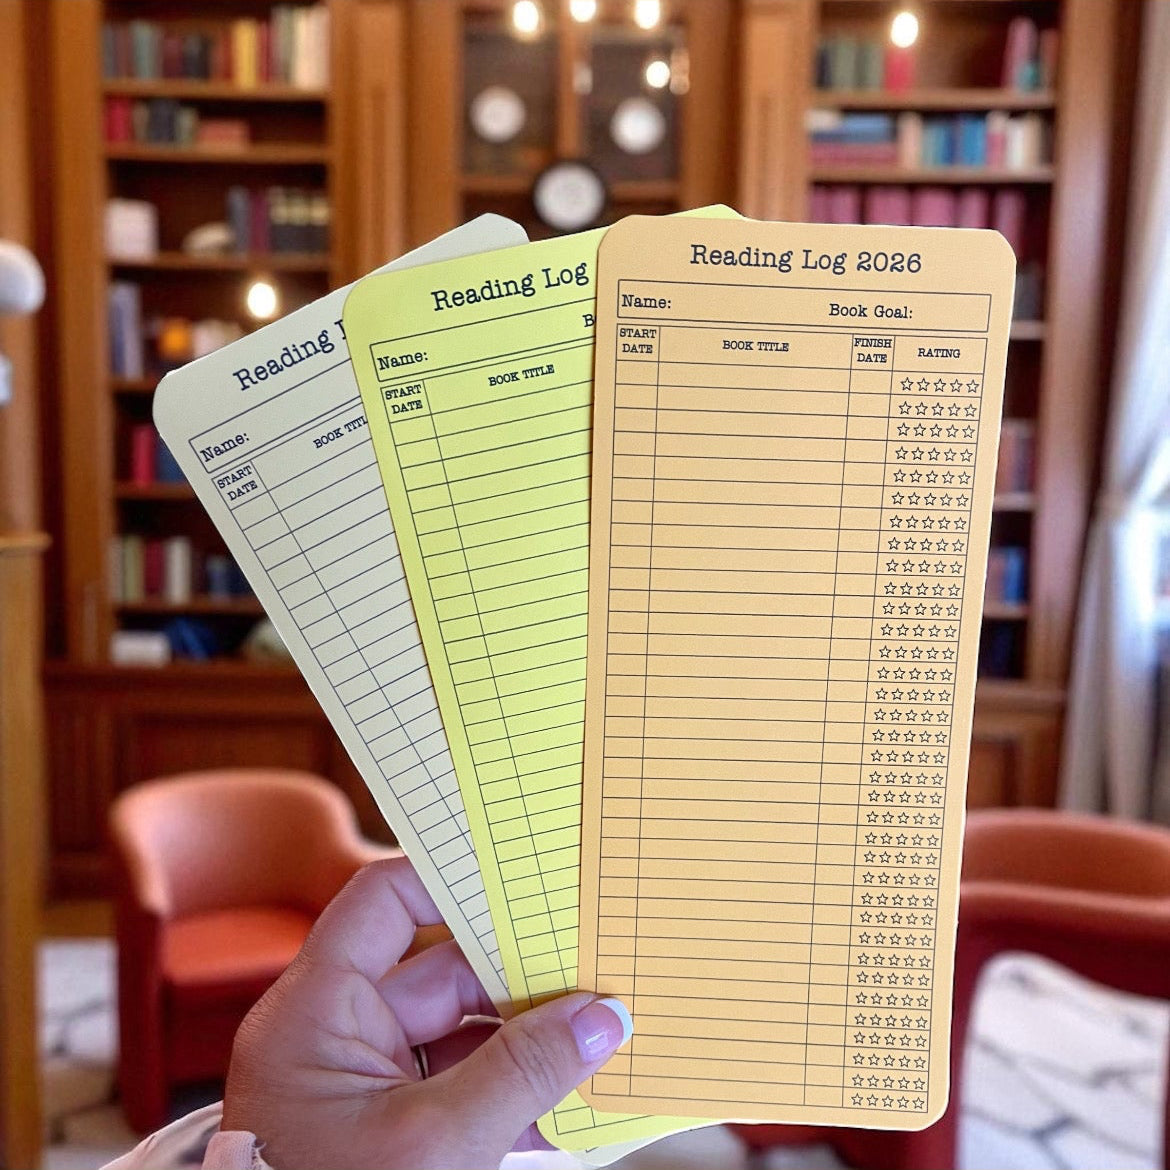 Reading Log 2026
Name: Book Goal:
START DATE BOOK TITLE FINISH DATE RATING
Reading Log
Name:
START DATE BOOK TITLE
Reading
Name:
START DATE BOOK